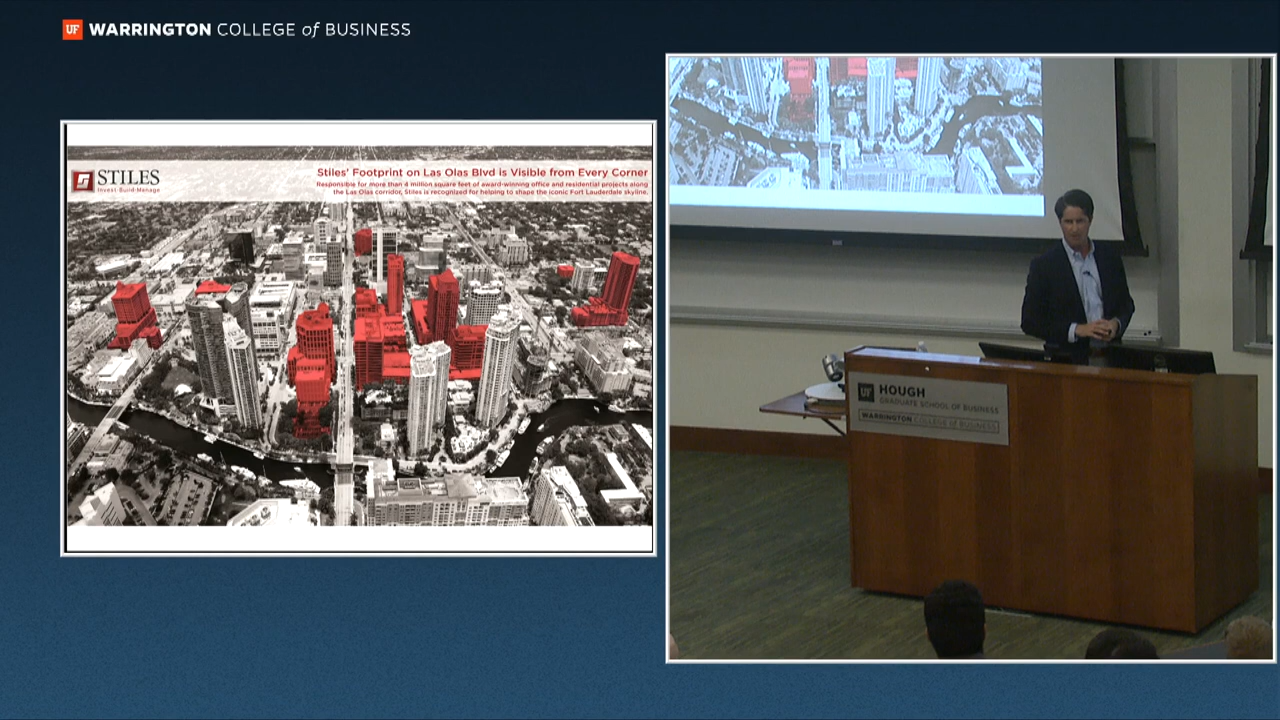 UF WARRINGTON COLLEGE of BUSINESS
STILES
Invest·Build·Manage
Stiles' Footprint on Las Olas Blvd is Visible from Every Corner
Responsible for more than 4 million square feet of award-winning office and residential projects along
the Las Olas corridor, Stiles is recognized for helping to shape the iconic Fort Lauderdale skyline.
UF HOUGH
GRADUATE SCHOOL OF BUSINESS
WARRINGTON COLLEGE of BUSINESS